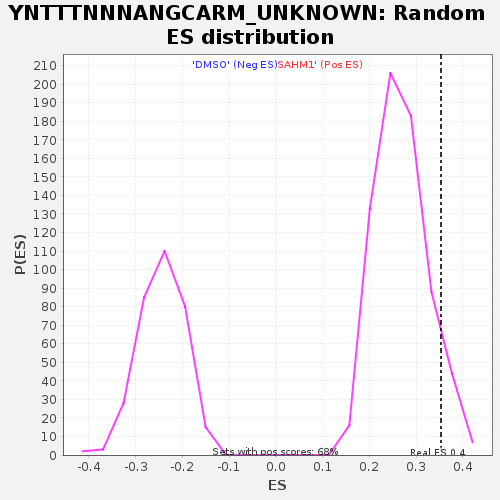 YNTTTNNNANGCARM_UNKNOWN: Random
ES distribution
'DMSO' (Neg ES)SAHM1' (Pos ES)
210
200
190
180
170
160
150
140
130
120
110
100
90
80
70
60
50
40
30
20
10
0
P(ES)
Sets with pos scores: 68%
Real ES 0.4
-0.4 -0.3 -0.2 -0.1 0.0 0.1 0.2 0.3 0.4
ES